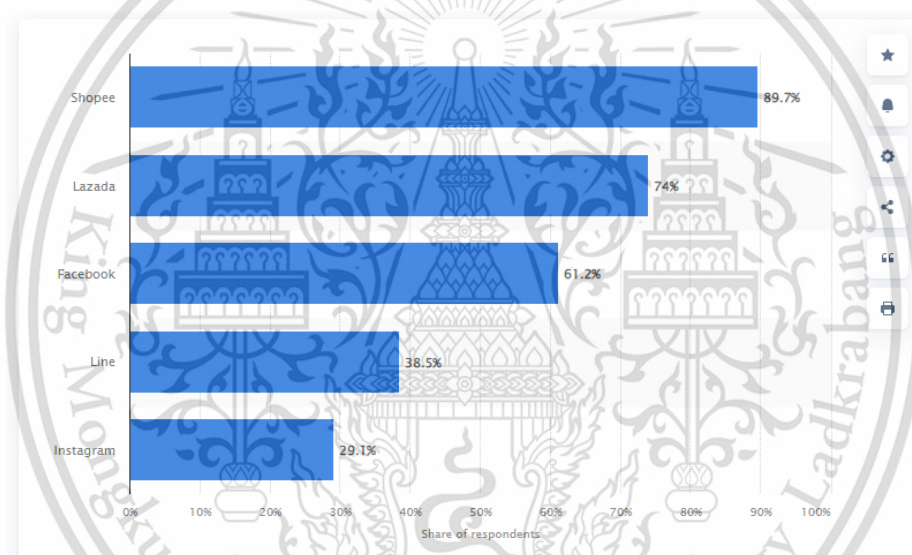 Shopee
89.7%
Lazada
74%
Facebook
61.2%
Line
38.5%
Instagram
29.1%
0% 10% 20% 30% 40% 50% 60% 70% 80% 90% 100%
Share of respondents
King Mongku
y Ladkrabang